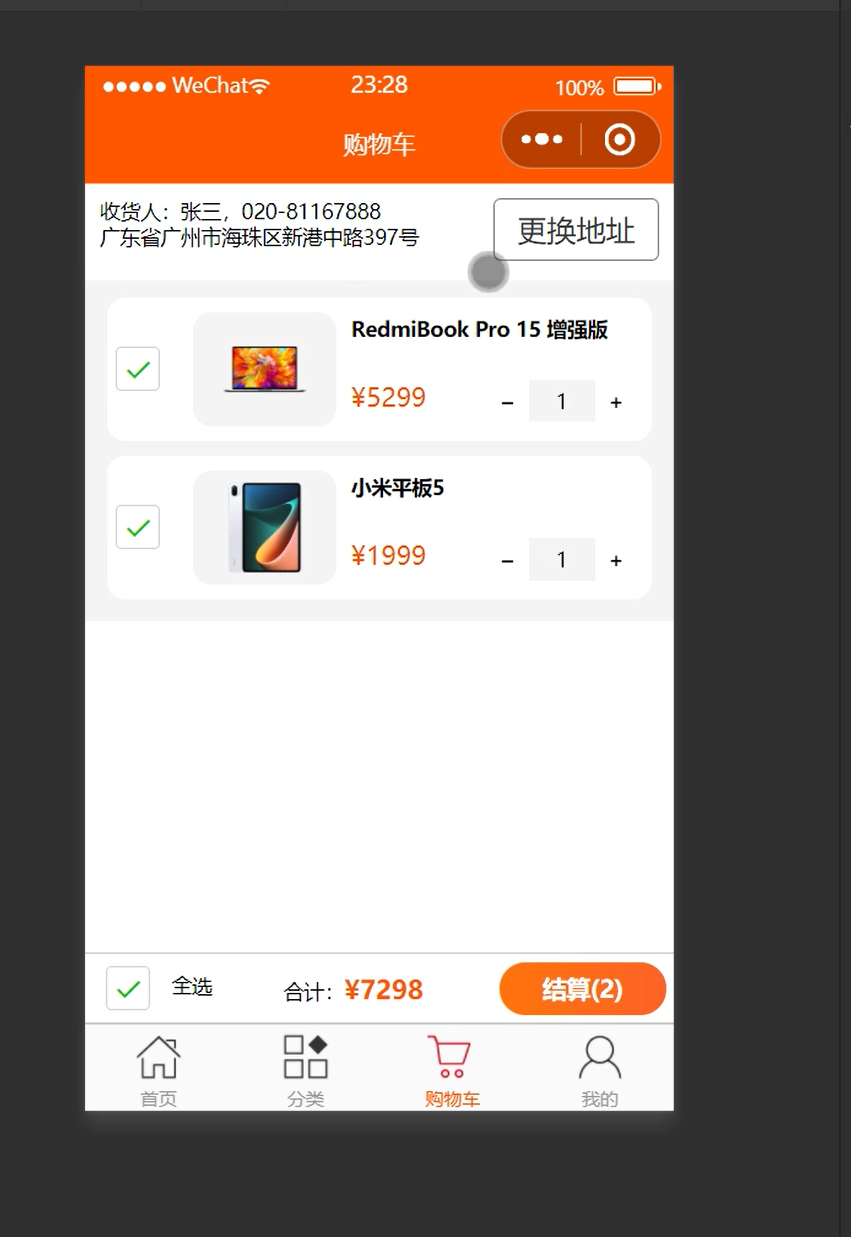 WeChat 23:28 100%
购物车
收货人：张三，020-81167888
广东省广州市海珠区新港中路397号
更换地址
RedmiBook Pro 15 增强版
¥5299 − 1 +
小米平板5
¥1999 − 1 +
全选 合计：¥7298 结算(2)
首页 分类 购物车 我的